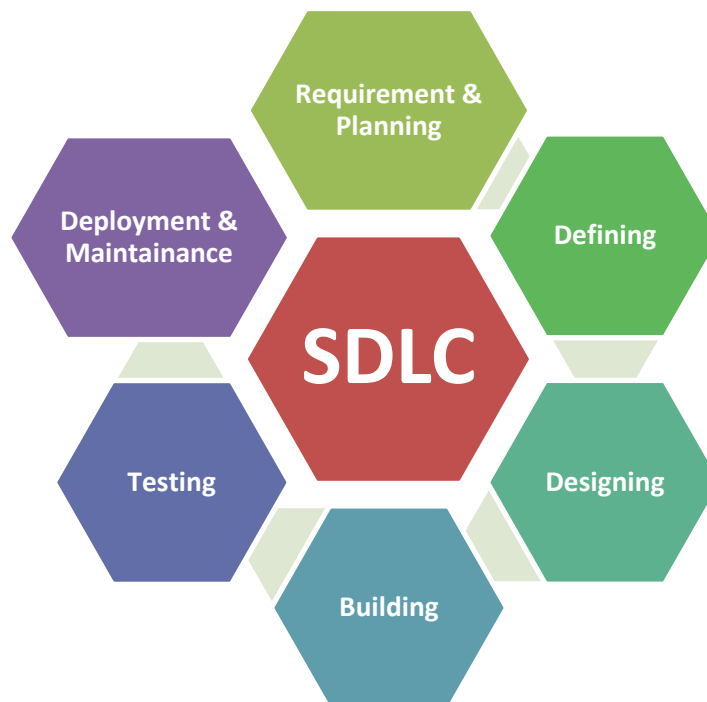 Requirement &
Planning
Deployment &
Maintainance
Defining
SDLC
Testing
Designing
Building